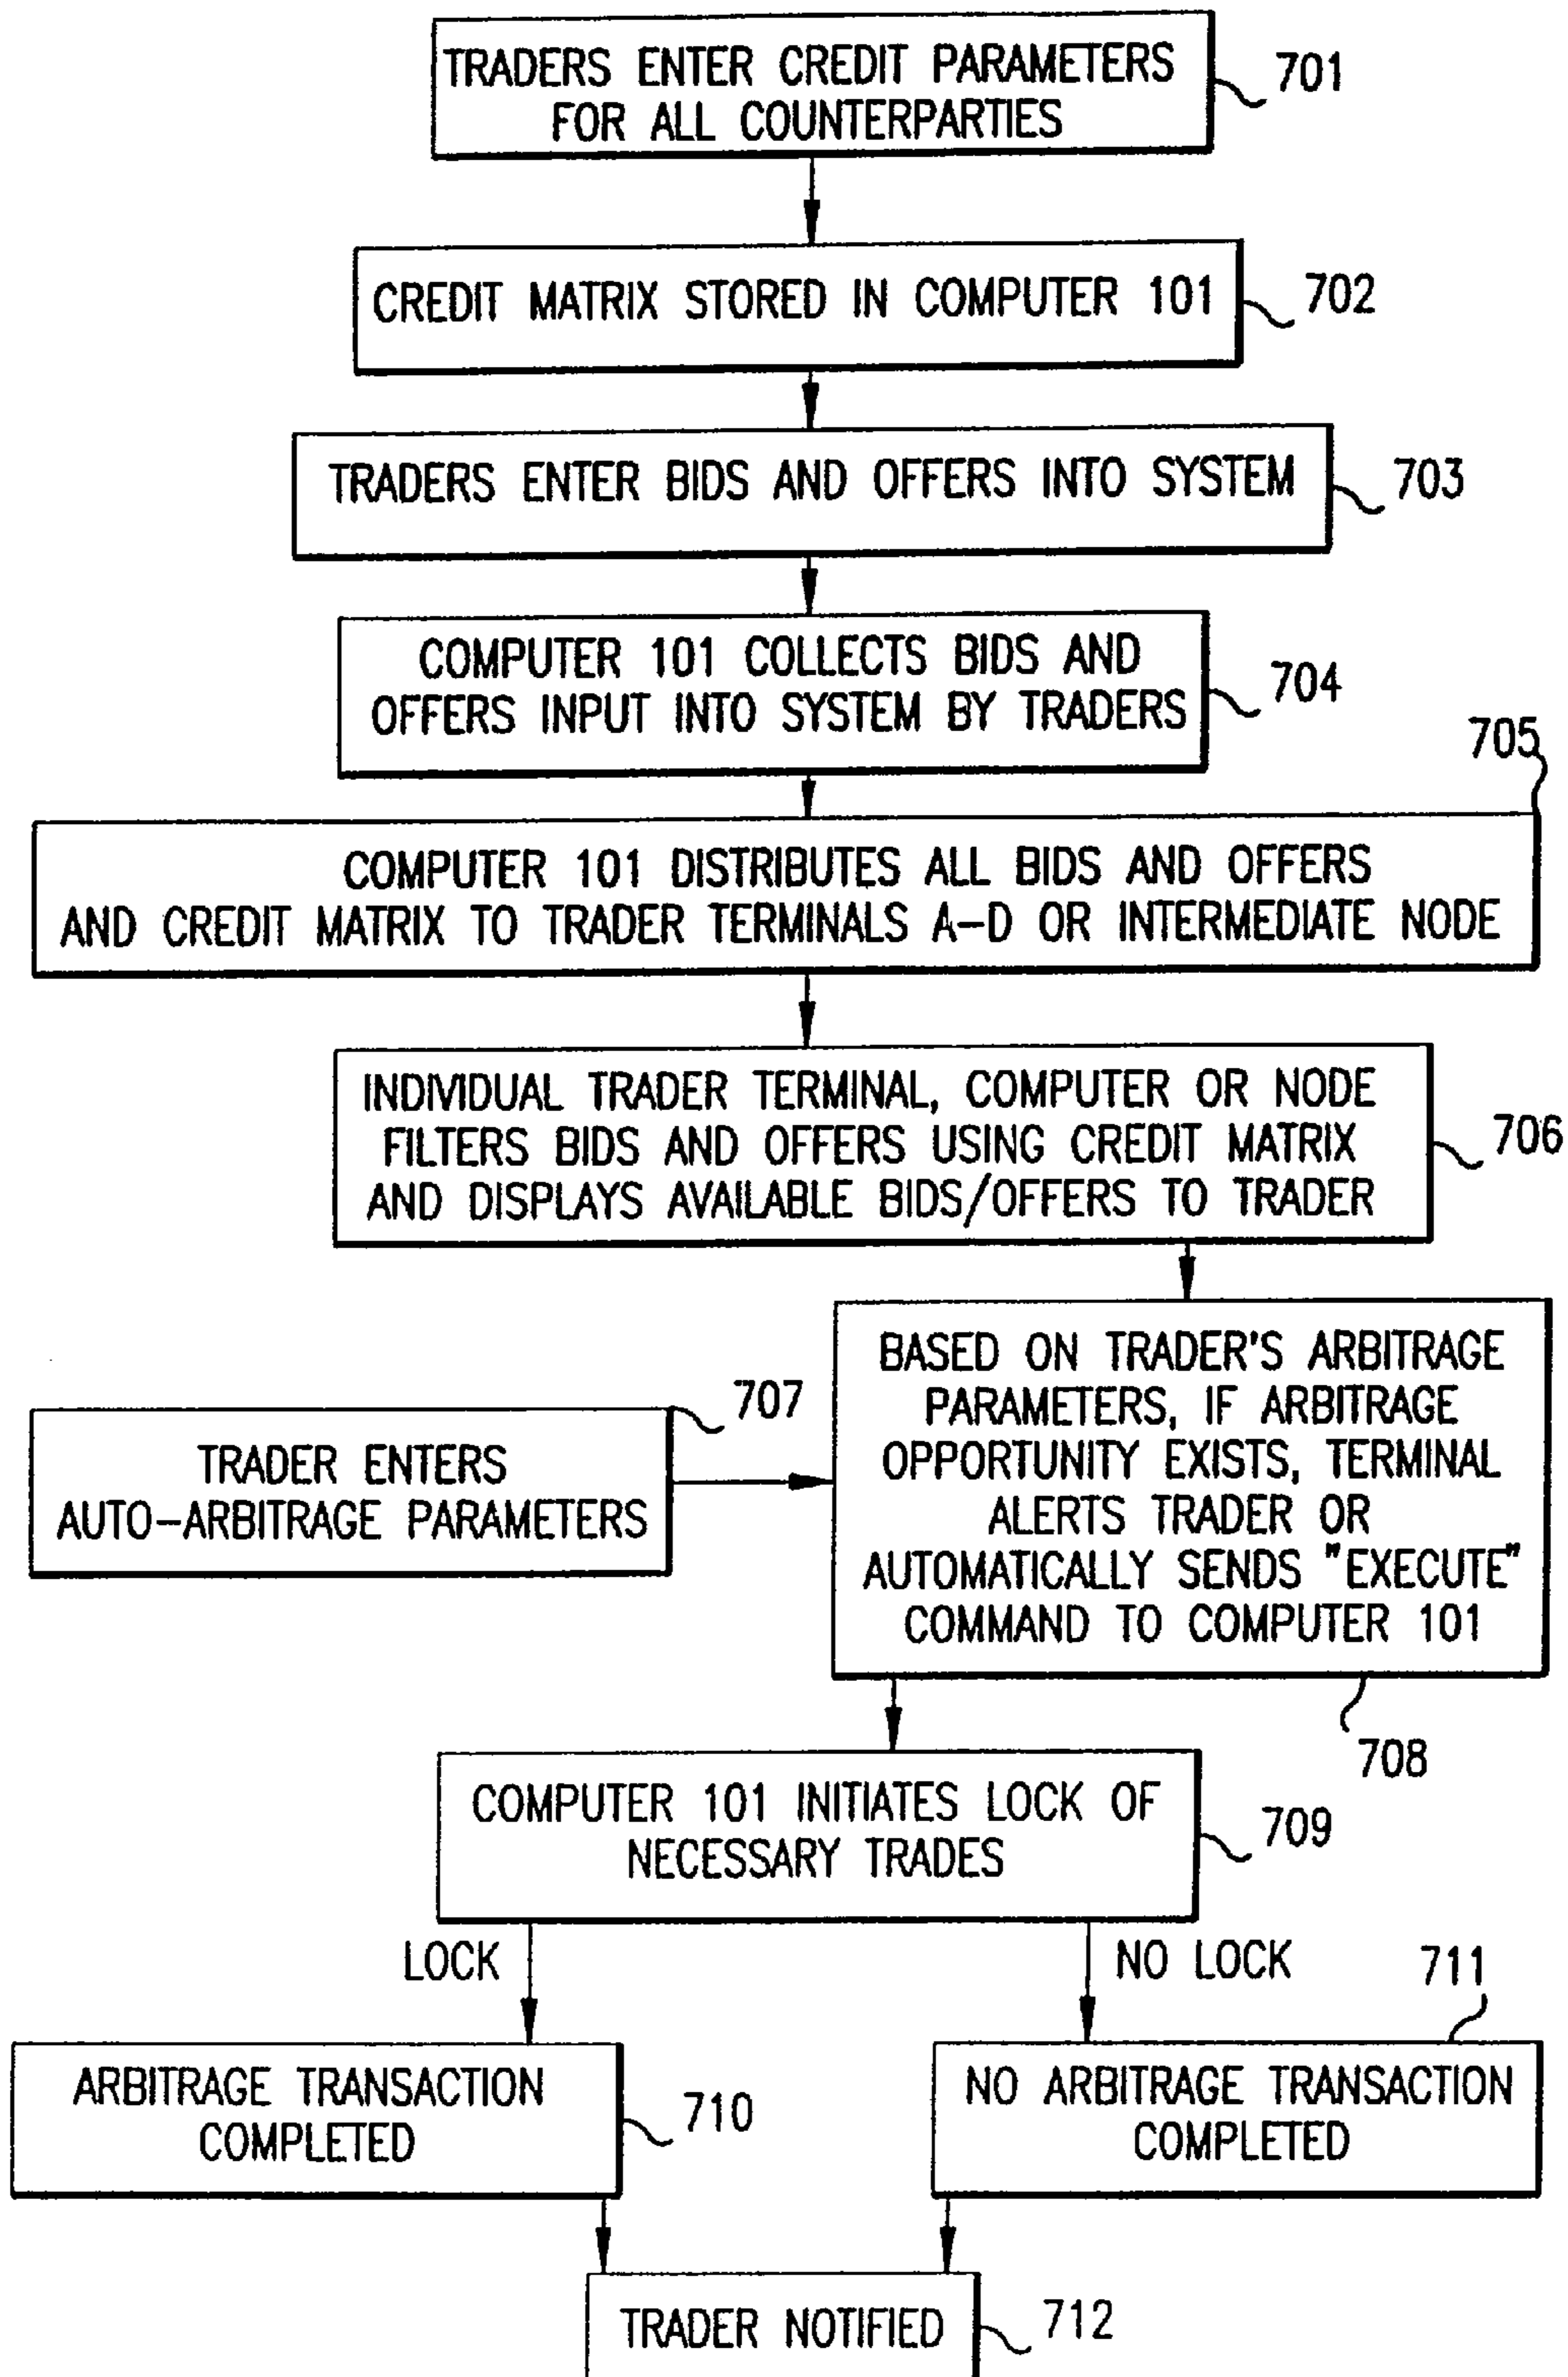 TRADERS ENTER CREDIT PARAMETERS
FOR ALL COUNTERPARTIES
701
CREDIT MATRIX STORED IN COMPUTER 101
702
TRADERS ENTER BIDS AND OFFERS INTO SYSTEM
703
COMPUTER 101 COLLECTS BIDS AND
OFFERS INPUT INTO SYSTEM BY TRADERS
704
705
COMPUTER 101 DISTRIBUTES ALL BIDS AND OFFERS
AND CREDIT MATRIX TO TRADER TERMINALS A-D OR INTERMEDIATE NODE
INDIVIDUAL TRADER TERMINAL, COMPUTER OR NODE
FILTERS BIDS AND OFFERS USING CREDIT MATRIX
AND DISPLAYS AVAILABLE BIDS/OFFERS TO TRADER
706
707
TRADER ENTERS
AUTO-ARBITRAGE PARAMETERS
BASED ON TRADER'S ARBITRAGE
PARAMETERS, IF ARBITRAGE
OPPORTUNITY EXISTS, TERMINAL
ALERTS TRADER OR
AUTOMATICALLY SENDS "EXECUTE"
COMMAND TO COMPUTER 101
708
COMPUTER 101 INITIATES LOCK OF
NECESSARY TRADES
709
LOCK
NO LOCK
711
ARBITRAGE TRANSACTION
COMPLETED
710
NO ARBITRAGE TRANSACTION
COMPLETED
TRADER NOTIFIED
712